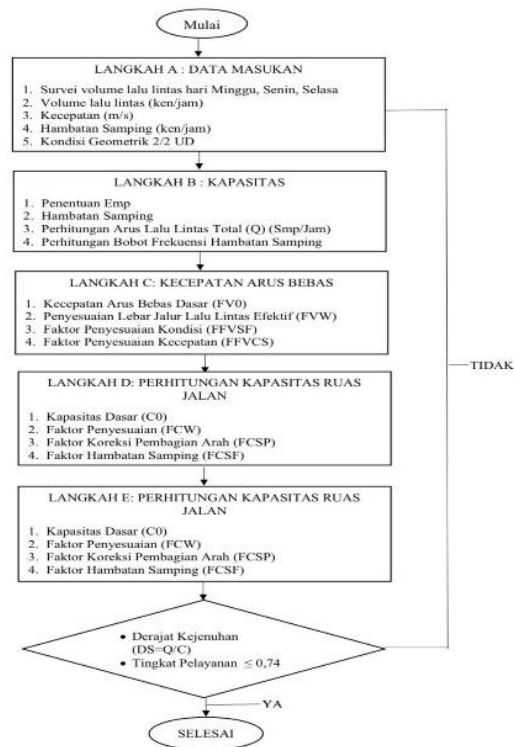 Mulai
LANGKAH A : DATA MASUKAN
1. Survei volume lalu lintas hari Minggu, Senin, Selasa
2. Volume lalu lintas (ken/jam)
3. Kecepatan (m/s)
4. Hambatan Samping (ken/jam)
5. Kondisi Geometrik 2/2 UD
LANGKAH B : KAPASITAS
1. Penentuan Emp
2. Hambatan Samping
3. Perhitungan Arus Lalu Lintas Total (Q) (Smp/Jam)
4. Perhitungan Bobot Frekuensi Hambatan Samping
LANGKAH C: KECEPATAN ARUS BEBAS
1. Kecepatan Arus Bebas Dasar (FV0)
2. Penyesuaian Lebar Jalur Lalu Lintas Efektif (FVW)
3. Faktor Penyesuaian Kondisi (FFVSF)
4. Faktor Penyesuaian Kecepatan (FFVCS)
TIDAK
LANGKAH D: PERHITUNGAN KAPASITAS RUAS
JALAN
1. Kapasitas Dasar (C0)
2. Faktor Penyesuaian (FCW)
3. Faktor Koreksi Pembagian Arah (FCSP)
4. Faktor Hambatan Samping (FCSF)
LANGKAH E: PERHITUNGAN KAPASITAS RUAS
JALAN
1. Kapasitas Dasar (C0)
2. Faktor Penyesuaian (FCW)
3. Faktor Koreksi Pembagian Arah (FCSP)
4. Faktor Hambatan Samping (FCSF)
• Derajat Kejenuhan
(DS=Q/C)
• Tingkat Pelayanan ≤ 0,74
YA
SELESAI